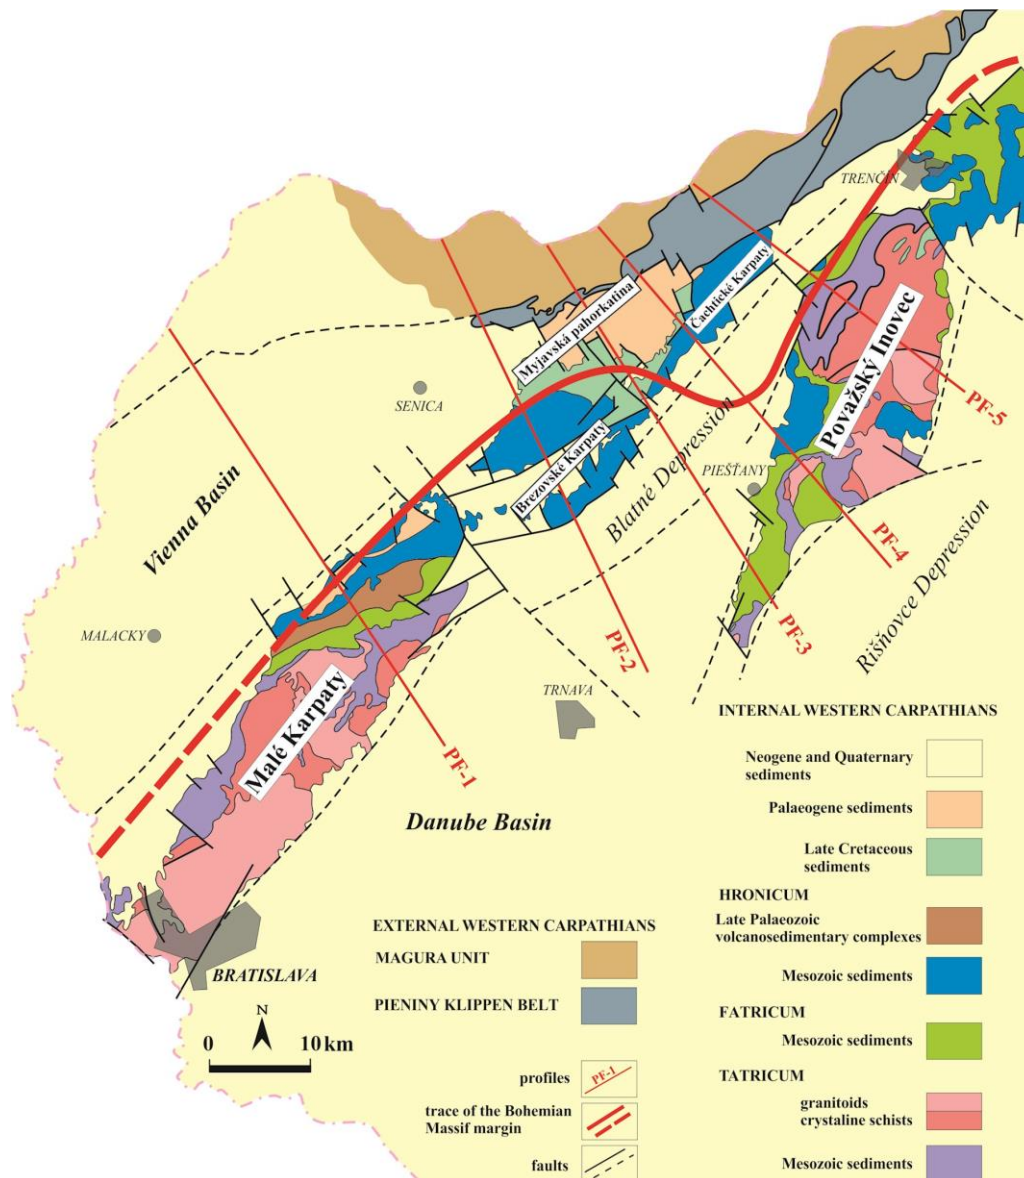 TRENČÍN
Myjavská pahorkatina
Čachtické Karpaty
Považský Inovec
PF-5
SENICA
Brezovské Karpaty
Blatné Depression
PIEŠŤANY
Vienna Basin
PF-4
Rišňovce Depression
PF-3
PF-2
MALACKY
TRNAVA
Malé Karpaty
PF-1
Danube Basin
BRATISLAVA
N
0 10 km
EXTERNAL WESTERN CARPATHIANS
MAGURA UNIT
PIENINY KLIPPEN BELT
profiles
PF-1
trace of the Bohemian
Massif margin
faults
INTERNAL WESTERN CARPATHIANS
Neogene and Quaternary
sediments
Palaeogene sediments
Late Cretaceous
sediments
HRONICUM
Late Palaeozoic
volcanosedimentary complexes
Mesozoic sediments
FATRICUM
Mesozoic sediments
TATRICUM
granitoids
crystaline schists
Mesozoic sediments